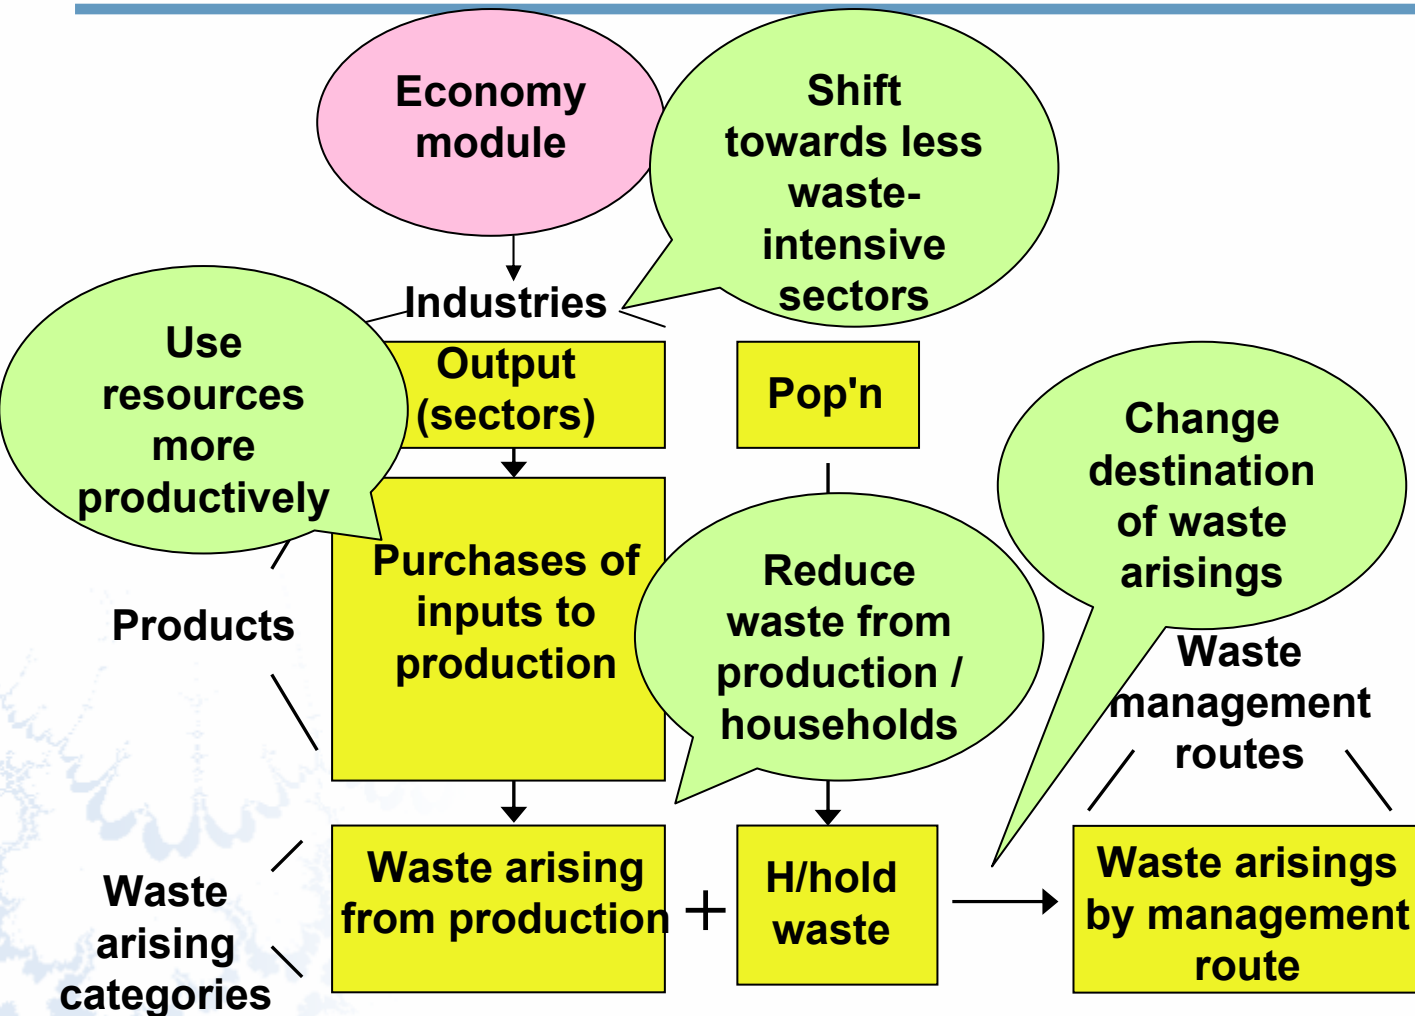 Economy
module
Shift
towards less
waste-
intensive
sectors
Industries
Use
resources
more
productively
Output
(sectors)
Pop'n
Change
destination
of waste
arisings
Purchases of
inputs to
production
Products
Reduce
waste from
production /
households
Waste
management
routes
Waste
arising
categories
Waste arising
from production
+
H/hold
waste
Waste arisings
by management
route